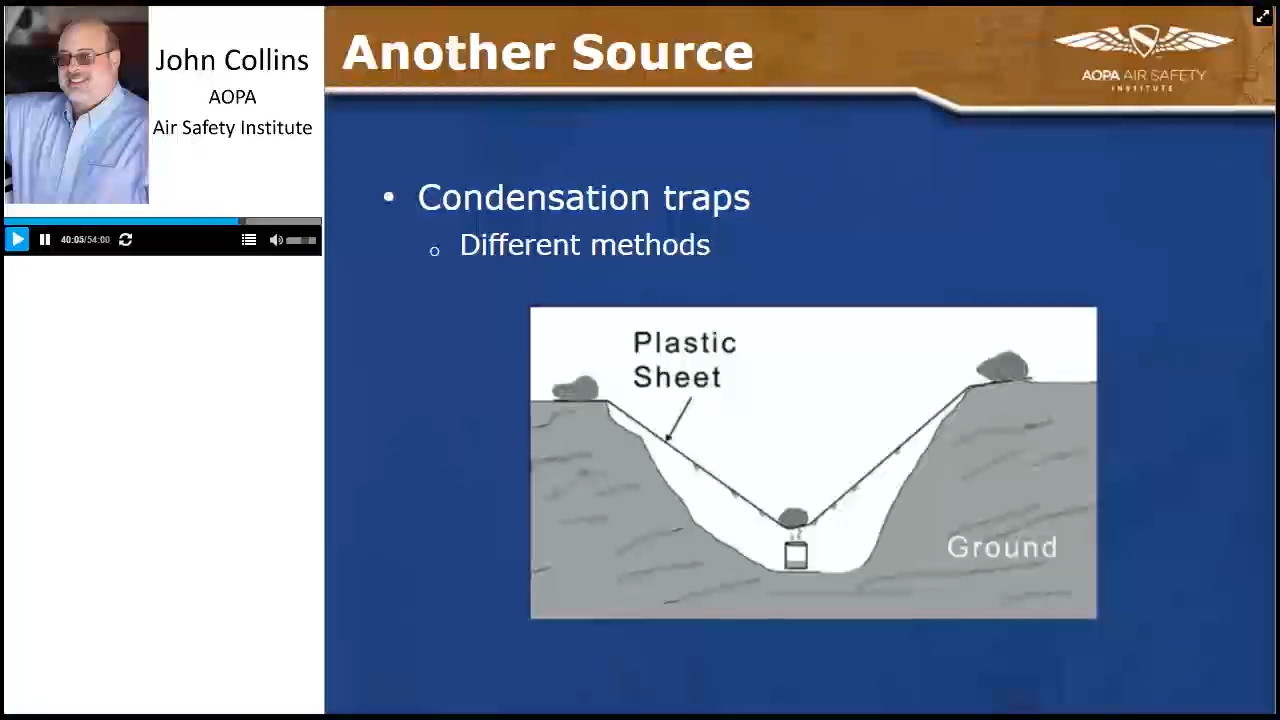 John Collins
AOPA
Air Safety Institute
40:05/54:00
Another Source
AOPA AIR SAFETY
INSTITUTE
• Condensation traps
o Different methods
Plastic
Sheet
Ground